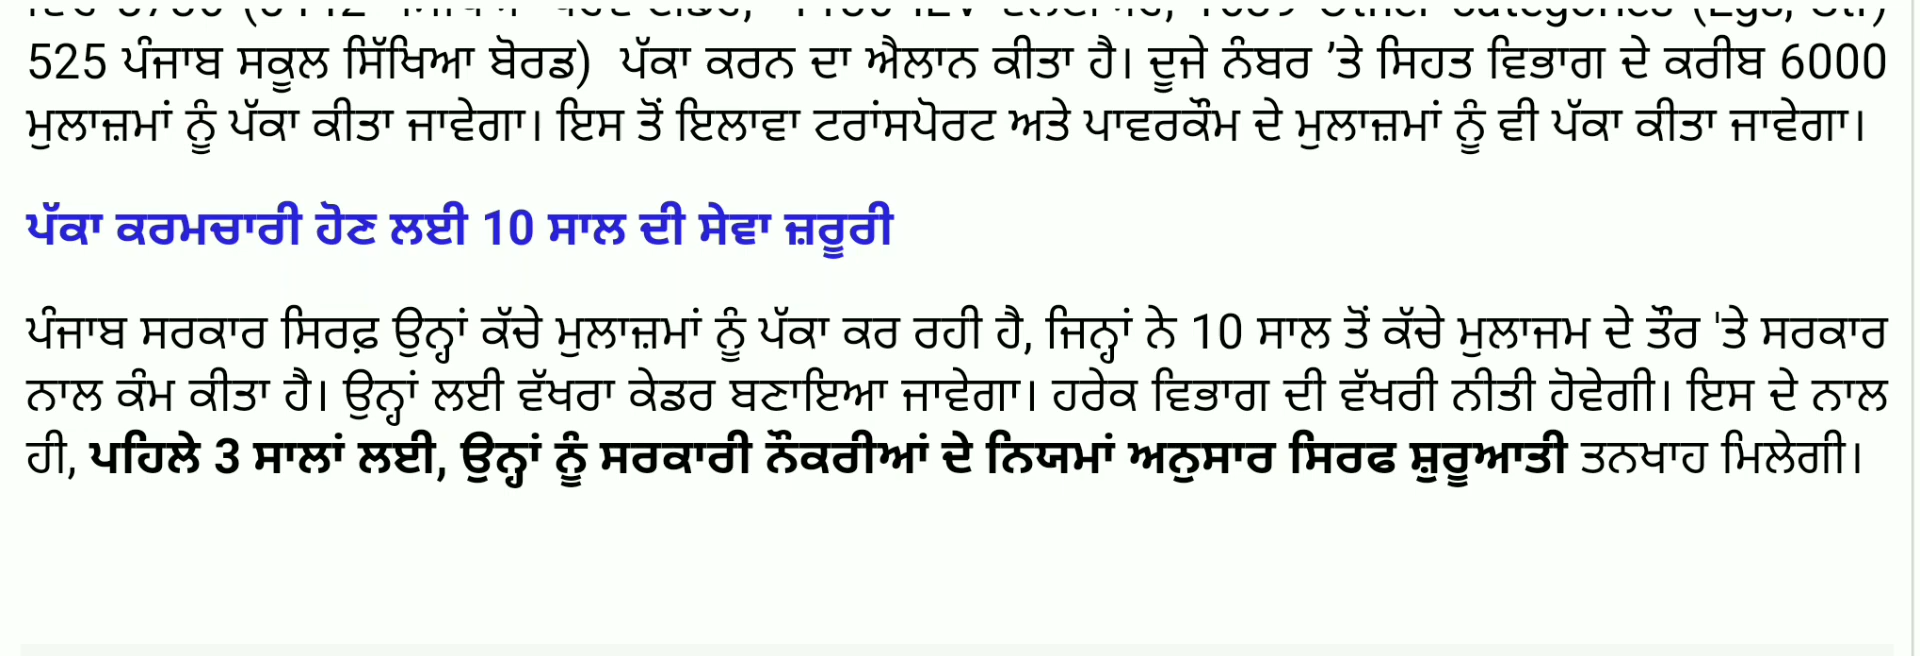 525 ਪੰਜਾਬ ਸਕੂਲ ਸਿੱਖਿਆ ਬੋਰਡ) ਪੱਕਾ ਕਰਨ ਦਾ ਐਲਾਨ ਕੀਤਾ ਹੈ। ਦੂਜੇ ਨੰਬਰ ’ਤੇ ਸਿਹਤ ਵਿਭਾਗ ਦੇ ਕਰੀਬ 6000
ਮੁਲਾਜ਼ਮਾਂ ਨੂੰ ਪੱਕਾ ਕੀਤਾ ਜਾਵੇਗਾ। ਇਸ ਤੋਂ ਇਲਾਵਾ ਟਰਾਂਸਪੋਰਟ ਅਤੇ ਪਾਵਰਕੌਮ ਦੇ ਮੁਲਾਜ਼ਮਾਂ ਨੂੰ ਵੀ ਪੱਕਾ ਕੀਤਾ ਜਾਵੇਗਾ।
ਪੱਕਾ ਕਰਮਚਾਰੀ ਹੋਣ ਲਈ 10 ਸਾਲ ਦੀ ਸੇਵਾ ਜ਼ਰੂਰੀ
ਪੰਜਾਬ ਸਰਕਾਰ ਸਿਰਫ਼ ਉਨ੍ਹਾਂ ਕੱਚੇ ਮੁਲਾਜ਼ਮਾਂ ਨੂੰ ਪੱਕਾ ਕਰ ਰਹੀ ਹੈ, ਜਿਨ੍ਹਾਂ ਨੇ 10 ਸਾਲ ਤੋਂ ਕੱਚੇ ਮੁਲਾਜਮ ਦੇ ਤੌਰ 'ਤੇ ਸਰਕਾਰ
ਨਾਲ ਕੰਮ ਕੀਤਾ ਹੈ। ਉਨ੍ਹਾਂ ਲਈ ਵੱਖਰਾ ਕੇਡਰ ਬਣਾਇਆ ਜਾਵੇਗਾ। ਹਰੇਕ ਵਿਭਾਗ ਦੀ ਵੱਖਰੀ ਨੀਤੀ ਹੋਵੇਗੀ। ਇਸ ਦੇ ਨਾਲ
ਹੀ, ਪਹਿਲੇ 3 ਸਾਲਾਂ ਲਈ, ਉਨ੍ਹਾਂ ਨੂੰ ਸਰਕਾਰੀ ਨੌਕਰੀਆਂ ਦੇ ਨਿਯਮਾਂ ਅਨੁਸਾਰ ਸਿਰਫ ਸ਼ੁਰੂਆਤੀ ਤਨਖਾਹ ਮਿਲੇਗੀ।